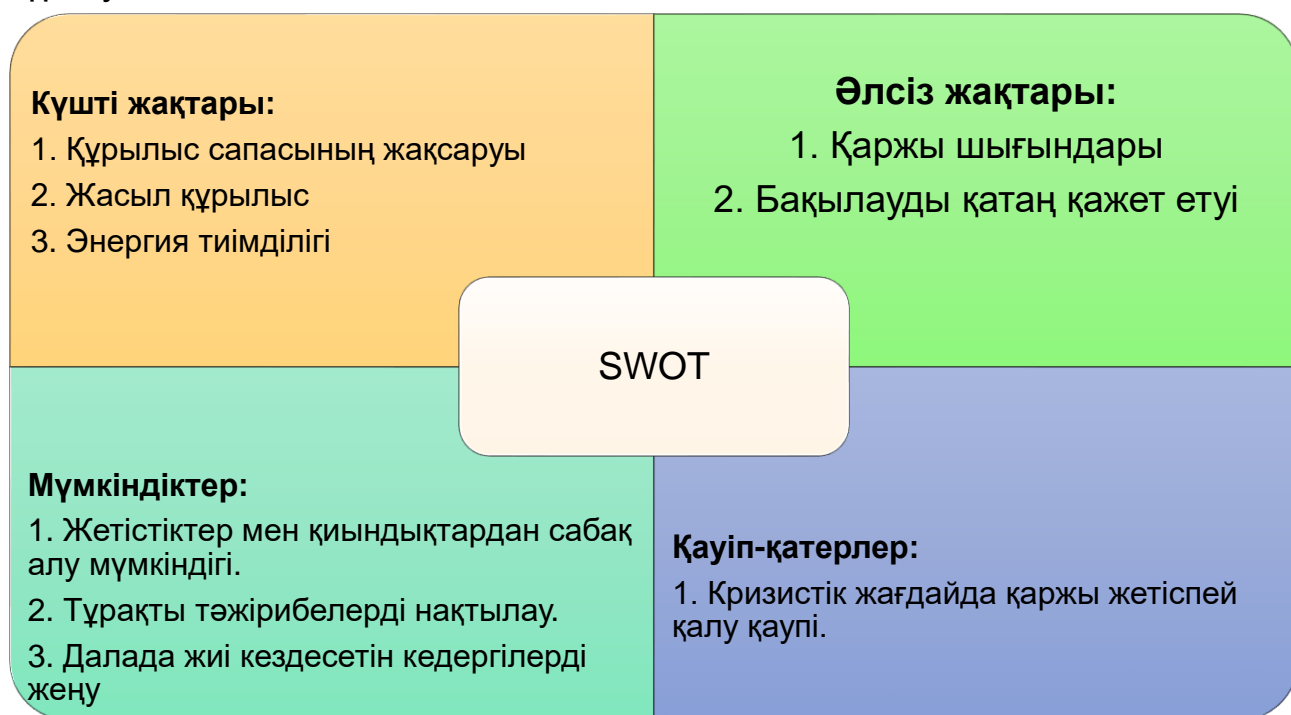 Күшті жақтары:
1. Құрылыс сапасының жақсаруы
2. Жасыл құрылыс
3. Энергия тиімділігі
Әлсіз жақтары:
1. Қаржы шығындары
2. Бақылауды қатаң қажет етуі
SWOT
Мүмкіндіктер:
1. Жетістіктер мен қиындықтардан сабақ
алу мүмкіндігі.
2. Тұрақты тәжірибелерді нақтылау.
3. Далада жиі кездесетін кедергілерді
жеңу
Қауіп-қатерлер:
1. Кризистік жағдайда қаржы жетіспей
қалу қаупі.